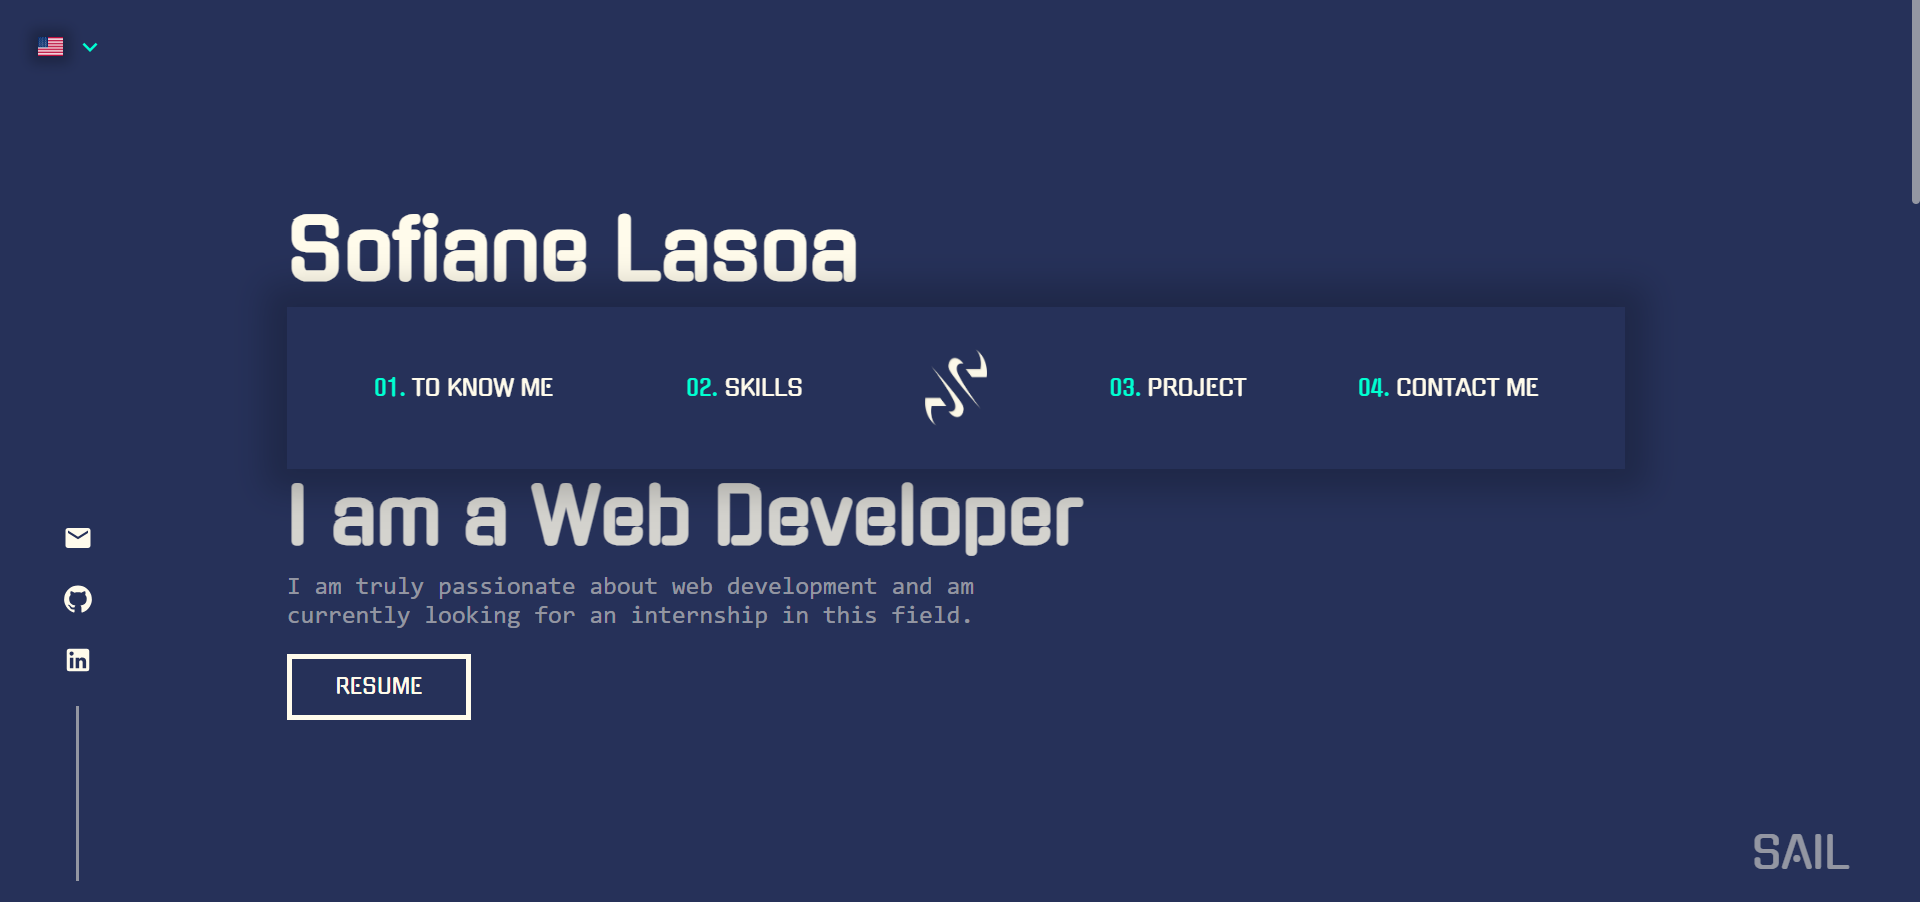 Sofiane Lasoa
01. TO KNOW ME
02. SKILLS
03. PROJECT
04. CONTACT ME
I am a Web Developer
I am truly passionate about web development and am
currently looking for an internship in this field.
RESUME
SAIL